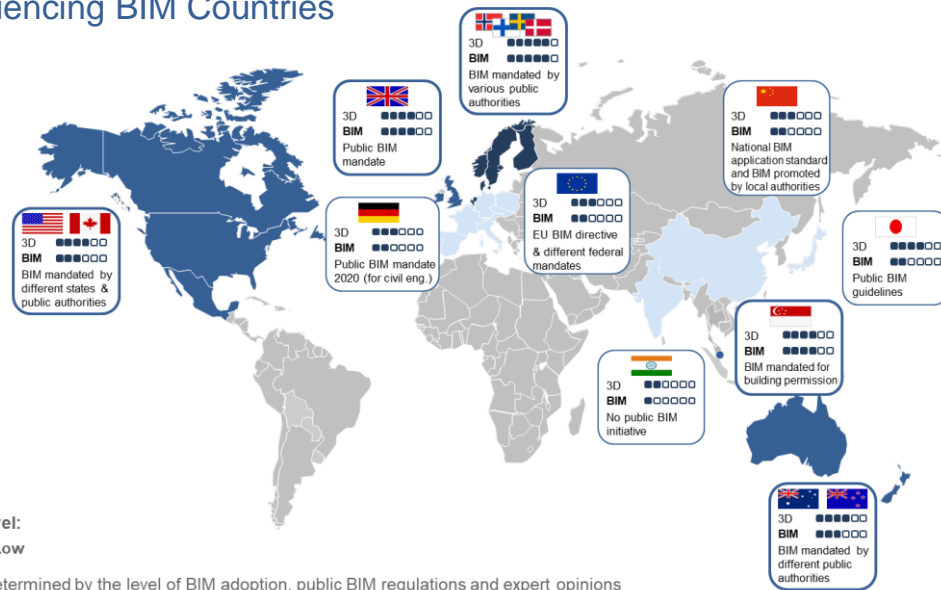 BIM Countries
3D
BIM
BIM mandated by
various public
authorities
3D
BIM
Public BIM
mandate
3D
BIM
National BIM
application standard
and BIM promoted
by local authorities
3D
BIM
BIM mandated by
different states &
public authorities
3D
BIM
Public BIM mandate
2020 (for civil eng.)
3D
BIM
EU BIM directive
& different federal
mandates
3D
BIM
Public BIM
guidelines
3D
BIM
BIM mandated for
building permission
3D
BIM
No public BIM
initiative
3D
BIM
BIM mandated by
different public
authorities
by the level of BIM adoption, public BIM regulations and expert opinions